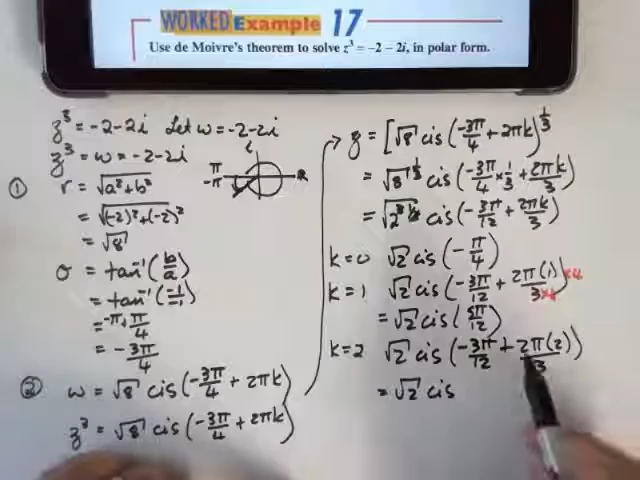 WORKED Example 17
Use de Moivre's theorem to solve z³ = –2 – 2i, in polar form.
z³ = -2-2i Let w = -2-2i
z³ = w = -2-2i
① r = √(a²+b²)
= √((-2)²+(-2)²)
= √8
π
-π
i
R
θ = tan⁻¹(b/a)
= tan⁻¹(-1/-1)
= -π+π/4
= -3π/4
② w = √8 cis(-3π/4 + 2πk)
z³ = √8 cis(-3π/4 + 2πk)
→ z = [√8 cis(-3π/4 + 2πk)]^(1/3)
= √8^(1/3) cis(-3π/4 × 1/3 + 2πk/3)
cis(-3π/12 + 2πk/3)
k=0 √2 cis(-π/4)
k=1 √2 cis(-3π/12 + 2π(1)/3) ×4 ×4
= √2 cis(5π/12)
k=2 √2 cis(-3π/12 + 2π(2)/3)
= √2 cis